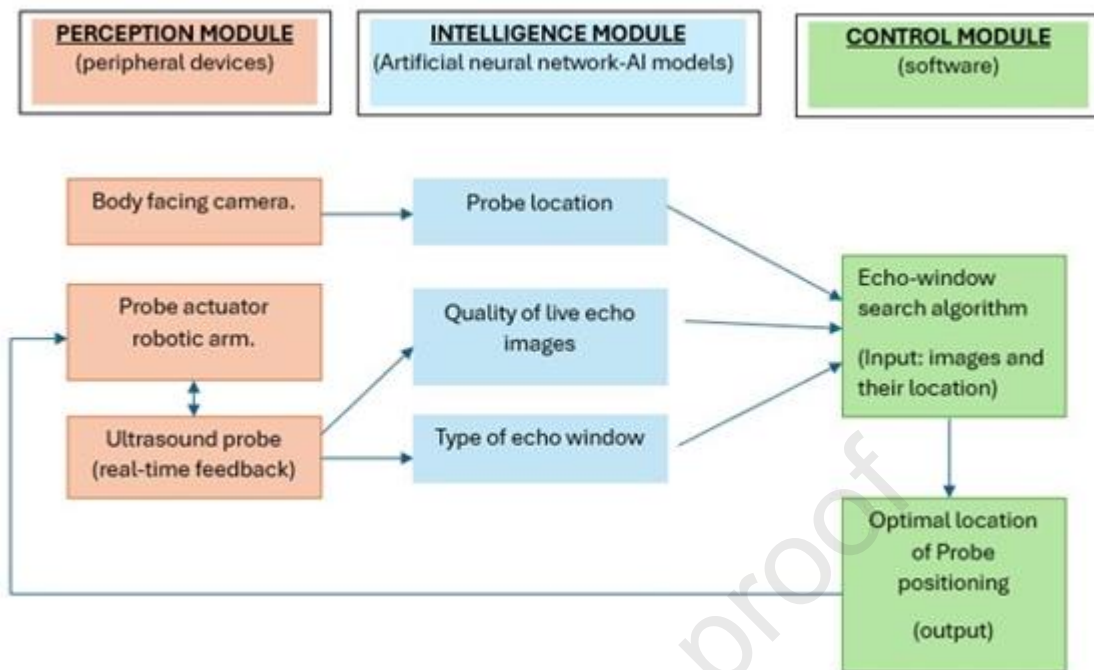 PERCEPTION MODULE
(peripheral devices)
INTELLIGENCE MODULE
(Artificial neural network-AI models)
CONTROL MODULE
(software)
Body facing camera.
Probe location
Probe actuator
robotic arm.
Quality of live echo
images
Echo-window
search algorithm
(Input: images and
their location)
Ultrasound probe
(real-time feedback)
Type of echo window
Optimal location
of Probe
positioning
(output)
proof